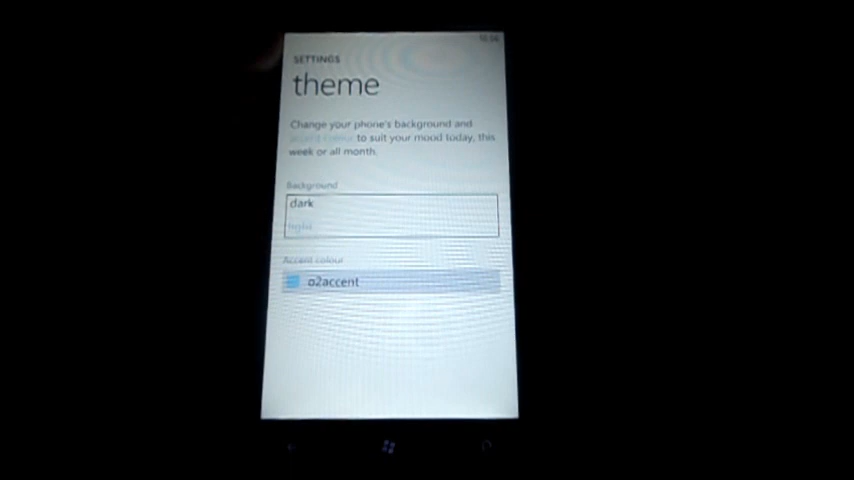 SETTINGS
theme
Change your phone's background and
accent colour to suit your mood today, this
week or all month.
Background
dark
light
Accent colour
o2accent